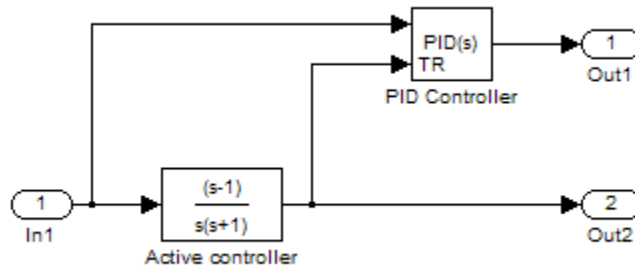 PID(s)
TR
PID Controller
1
Out1
1
In1
(s-1)
s(s+1)
Active controller
2
Out2